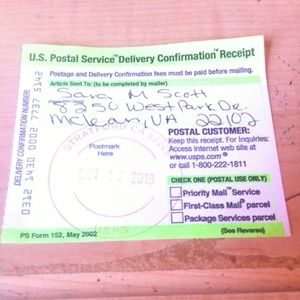 U.S. Postal Service™ Delivery Confirmation™ Receipt
Postage and Delivery Confirmation fees must be paid before mailing.
Article Sent To: (to be completed by mailer)
Sara M Scott
8250 West Park Dr.
McLean, VA 22102
DELIVERY CONFIRMATION NUMBER:
0312 1430 0002 7737 5142
POSTAL CUSTOMER:
Keep this receipt. For Inquiries:
Access internet web site at
www.usps.com®
or call 1-800-222-1811
Postmark
Here
STRATFORD
2013
USPS
CHECK ONE (POSTAL USE ONLY)
Priority Mail™ Service
First-Class Mail® parcel
Package Services parcel
PS Form 152, May 2002
(See Reverse)